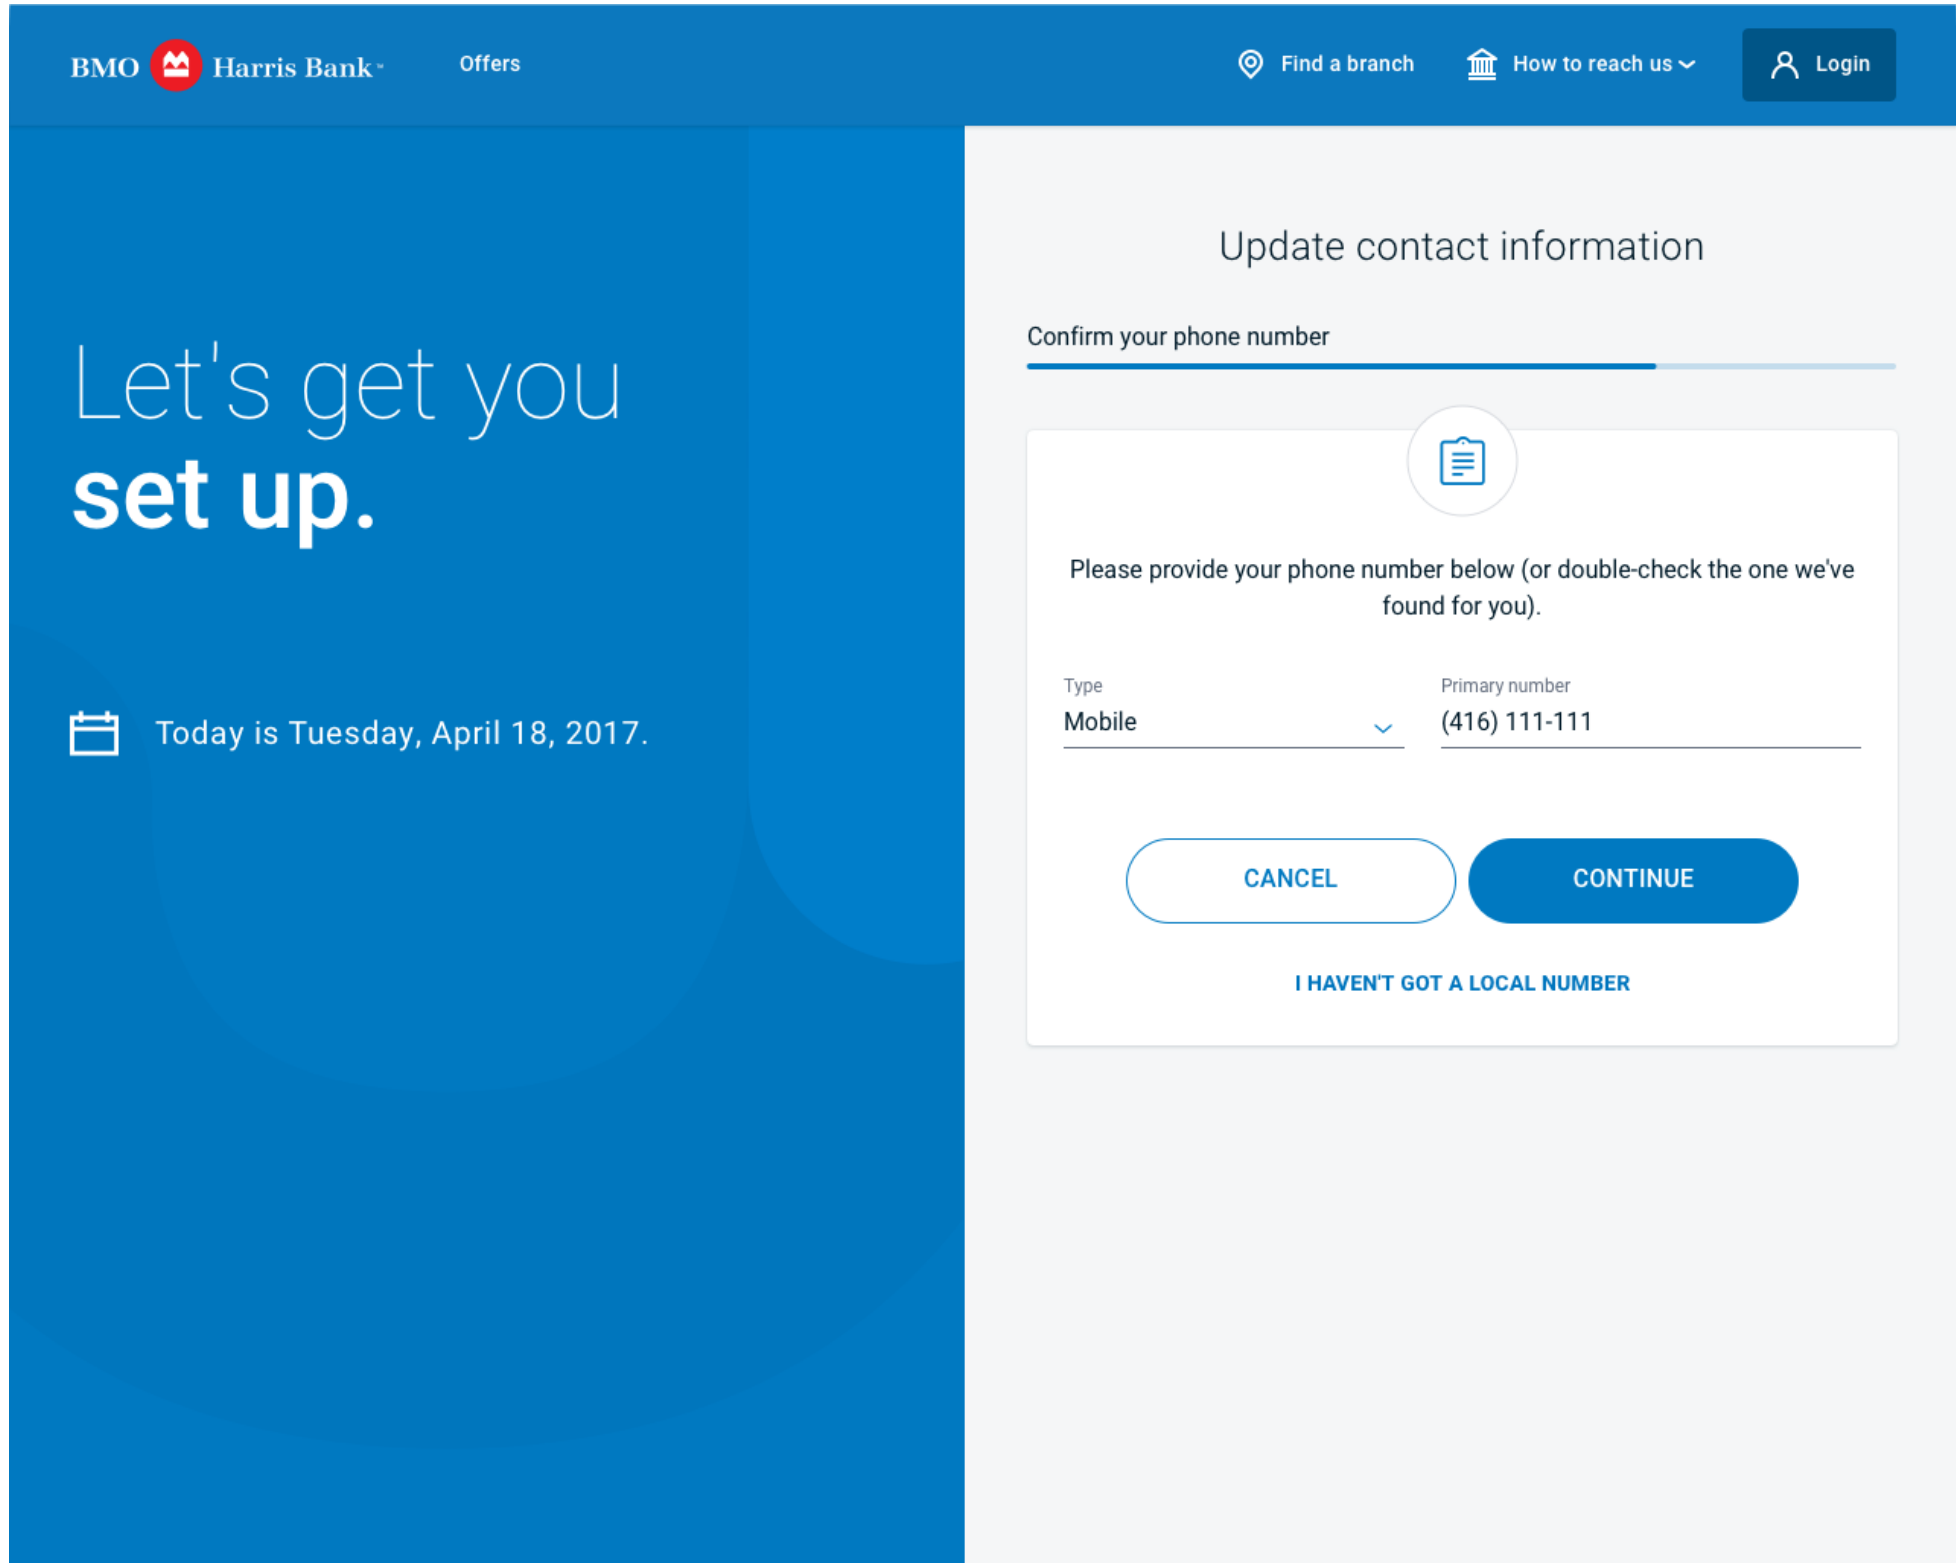 BMO Harris Bank™ Offers Find a branch How to reach us Login
Let's get you
set up.
Today is Tuesday, April 18, 2017.
Update contact information
Confirm your phone number
Please provide your phone number below (or double-check the one we've
found for you).
Type Primary number
Mobile (416) 111-111
CANCEL CONTINUE
I HAVEN'T GOT A LOCAL NUMBER